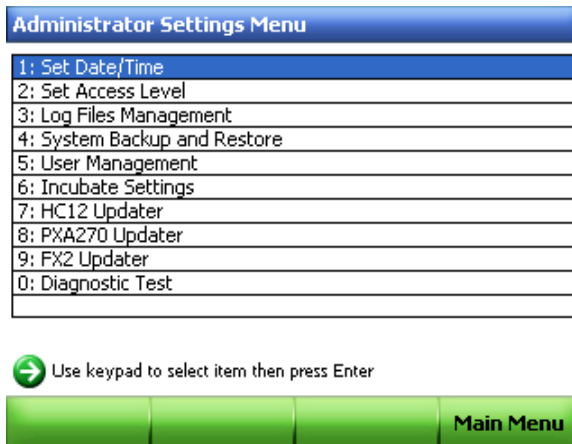 Administrator Settings Menu
1: Set Date/Time
2: Set Access Level
3: Log Files Management
4: System Backup and Restore
5: User Management
6: Incubate Settings
7: HC12 Updater
8: PXA270 Updater
9: FX2 Updater
0: Diagnostic Test
Use keypad to select item then press Enter
Main Menu